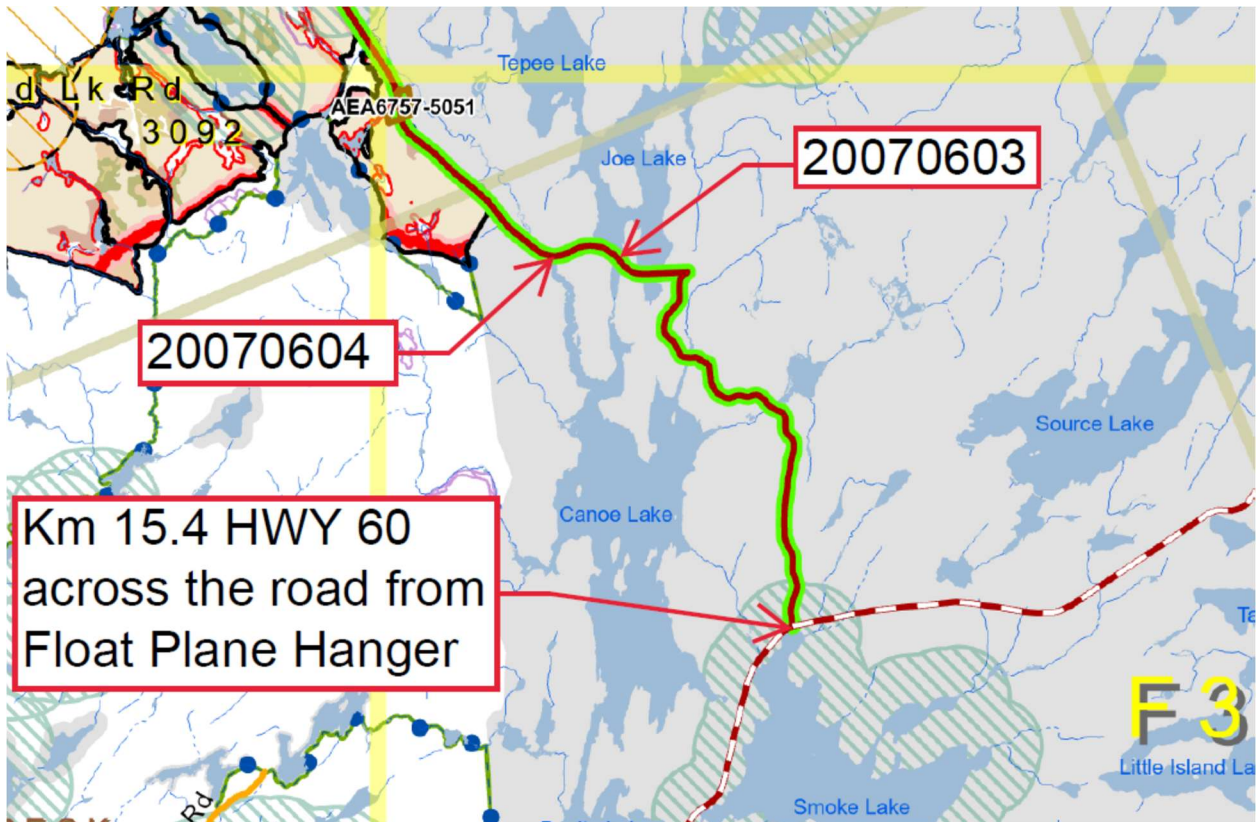 Tepee Lake
d Lk Rd
AEA6757-5051
3092
20070603
Joe Lake
20070604
Source Lake
Km 15.4 HWY 60
across the road from
Float Plane Hanger
Canoe Lake
F 3
Little Island La
Rd
Smoke Lake